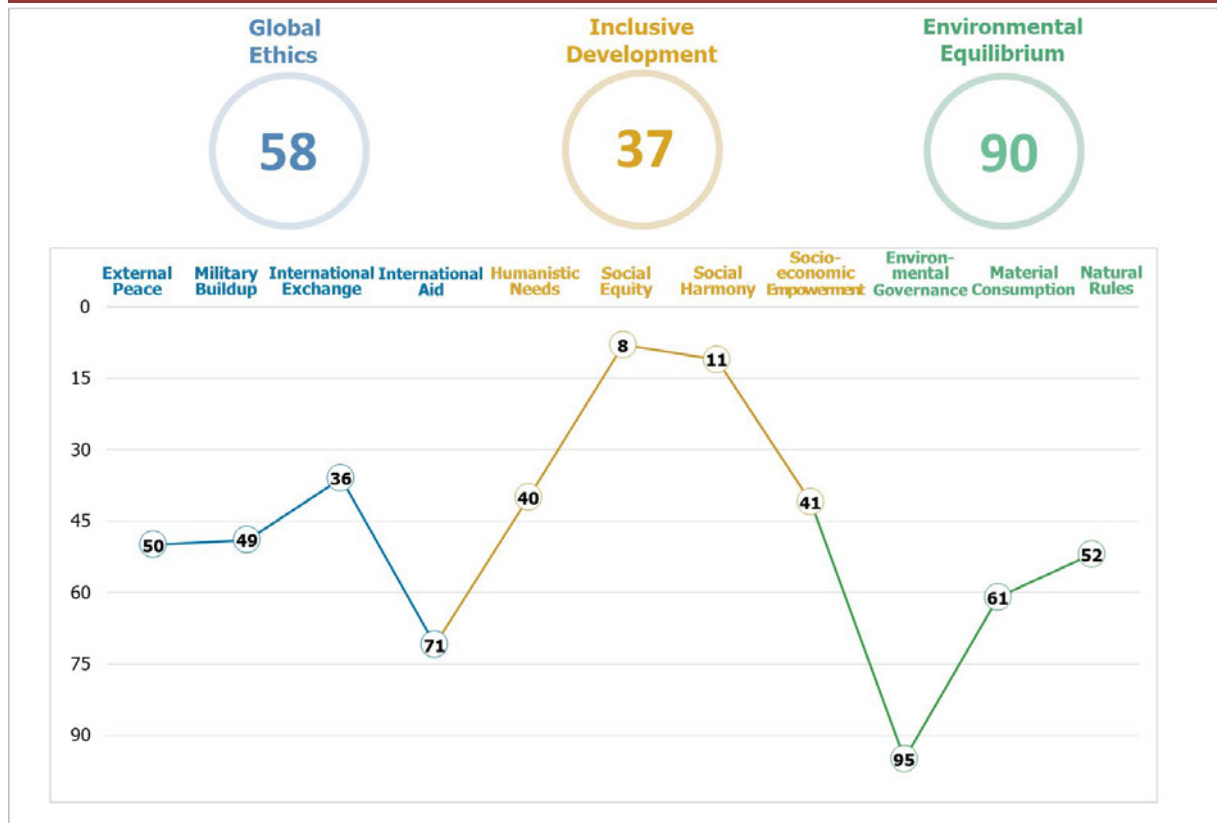 Global
Ethics
58
Inclusive
Development
37
Environmental
Equilibrium
90
External
Peace
Military
Buildup
International
Exchange
International
Aid
Humanistic
Needs
Social
Equity
Social
Harmony
Socio-
economic
Empowerment
Environ-
mental
Governance
Material
Consumption
Natural
Rules
0
15
30
45
60
75
90
50
49
36
71
40
8
11
41
95
61
52